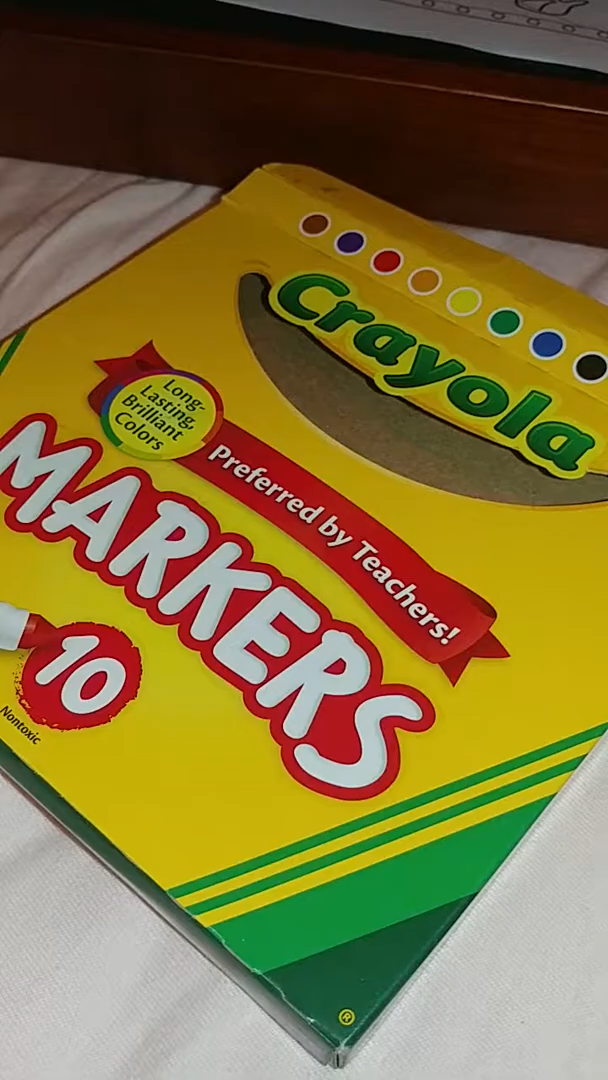 Crayola
Long-
Lasting,
Brilliant
Colors
Preferred by Teachers!
MARKERS
10
Nontoxic
®